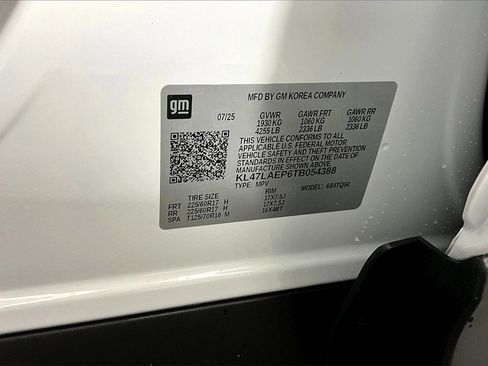 MFD BY GM KOREA COMPANY
gm
07/25 GVWR GAWR FRT GAWR RR
1930 KG 1060 KG 1060 KG
4255 LB 2336 LB 2336 LB
THIS VEHICLE CONFORMS TO ALL
APPLICABLE U.S. FEDERAL MOTOR
VEHICLE SAFETY AND THEFT PREVENTION
STANDARDS IN EFFECT ON THE DATE OF
MANUFACTURE SHOWN ABOVE.
KL47LAEP6TB054388
TYPE: MPV MODEL: 684TQ58
TIRE SIZE RIM
FRT 225/60R17 H 17X7.5J
RR 225/60R17 H 17X7.5J
SPA T125/70R16 M 16X4BT